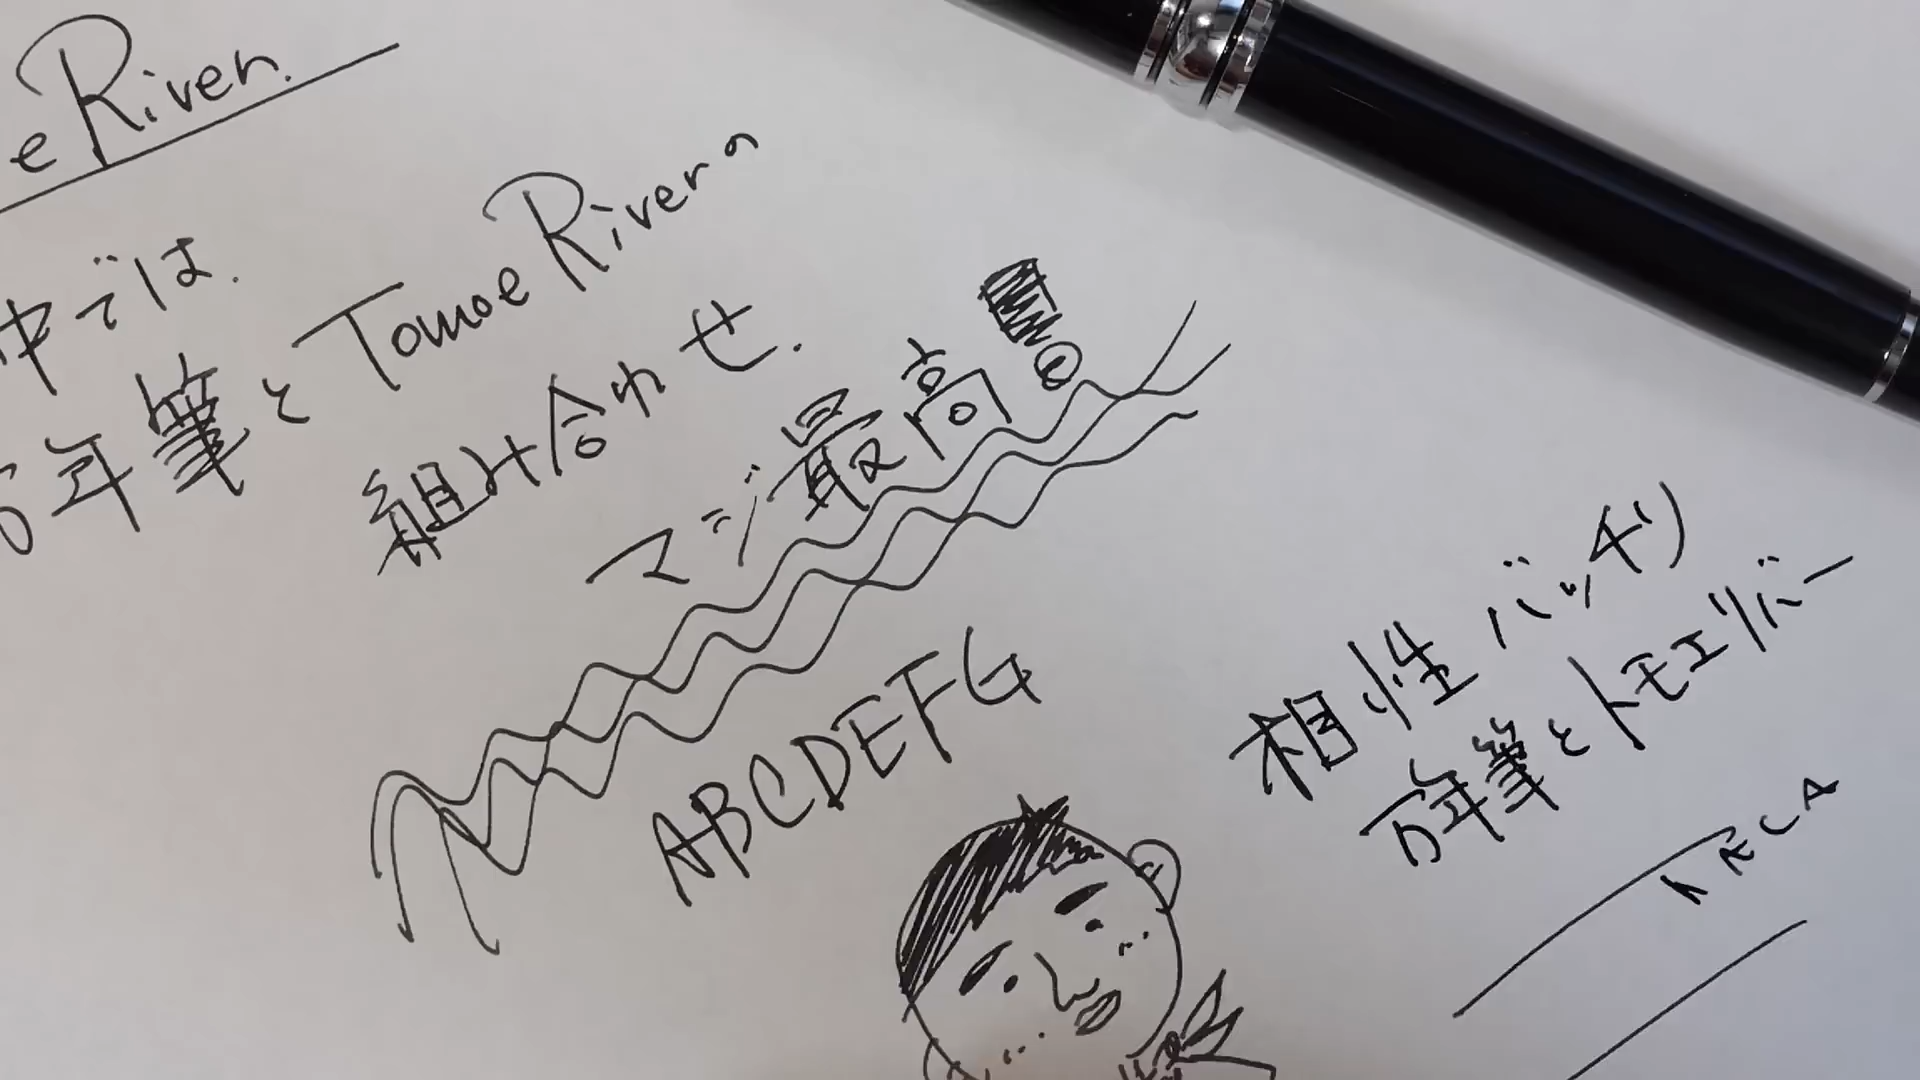 e River.
中では.
万年筆とTomoe Riverの
組み合わせ.
マジ最高
ABCDEFG
相性バッチリ
万年筆とトモエリバー